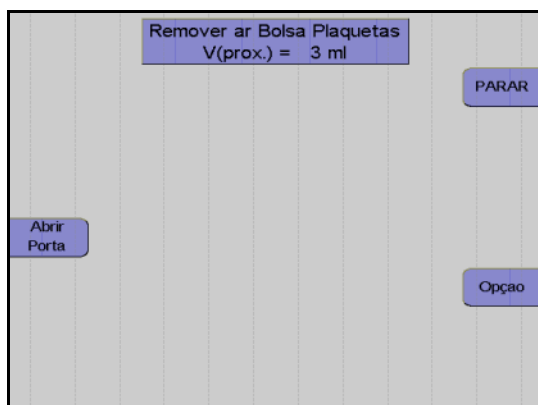 Remover ar Bolsa Plaquetas
V(prox.) = 3 ml
PARAR
Abrir
Porta
Opçao